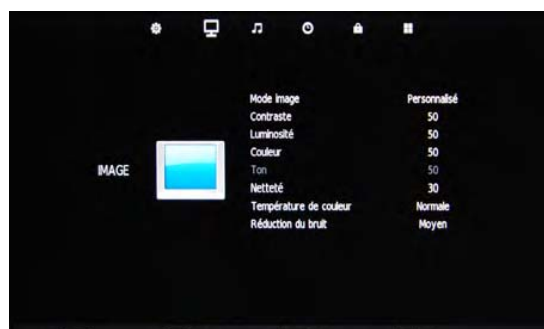 Mode image Personnalisé
Contraste 50
Luminosité 50
Couleur 50
IMAGE Ton 50
Netteté 30
Température de couleur Normale
Réduction du bruit Moyen